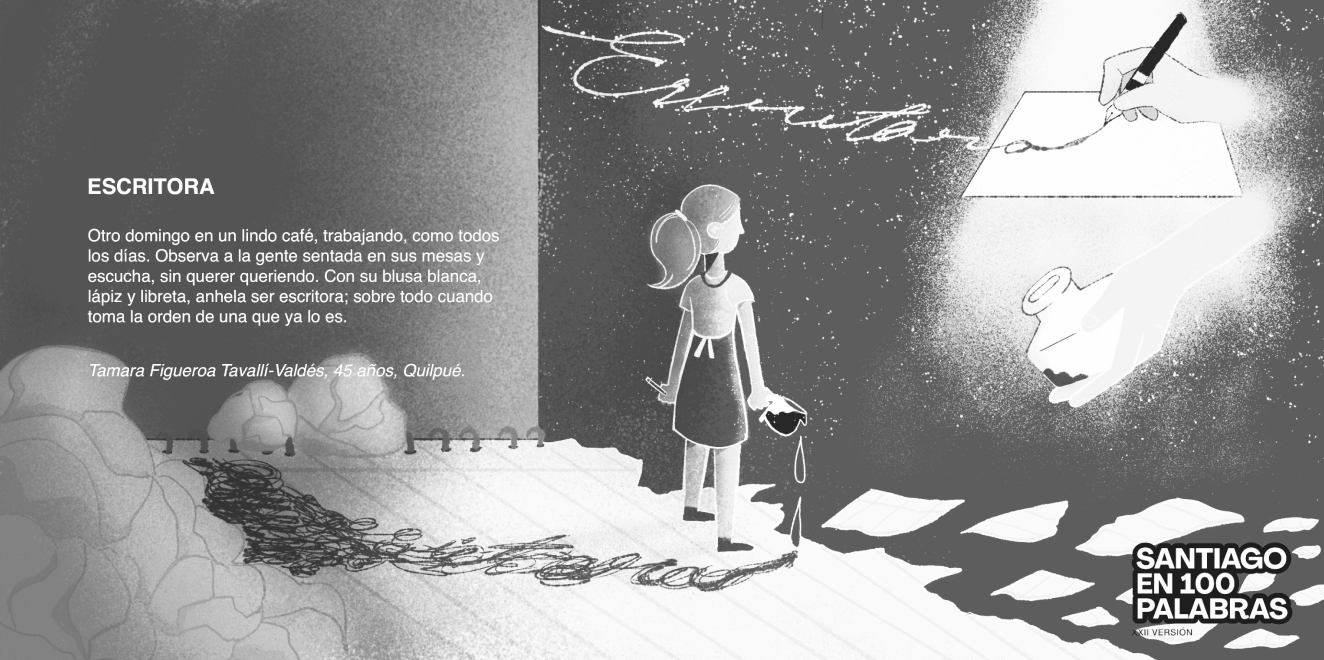 ESCRITORA
Otro domingo en un lindo café, trabajando, como todos
los días. Observa a la gente sentada en sus mesas y
escucha, sin querer queriendo. Con su blusa blanca,
lápiz y libreta, anhela ser escritora; sobre todo cuando
toma la orden de una que ya lo es.
Tamara Figueroa Tavallí-Valdés, 45 años, Quilpué.
Escritora
SANTIAGO
EN 100
PALABRAS
XXII VERSIÓN